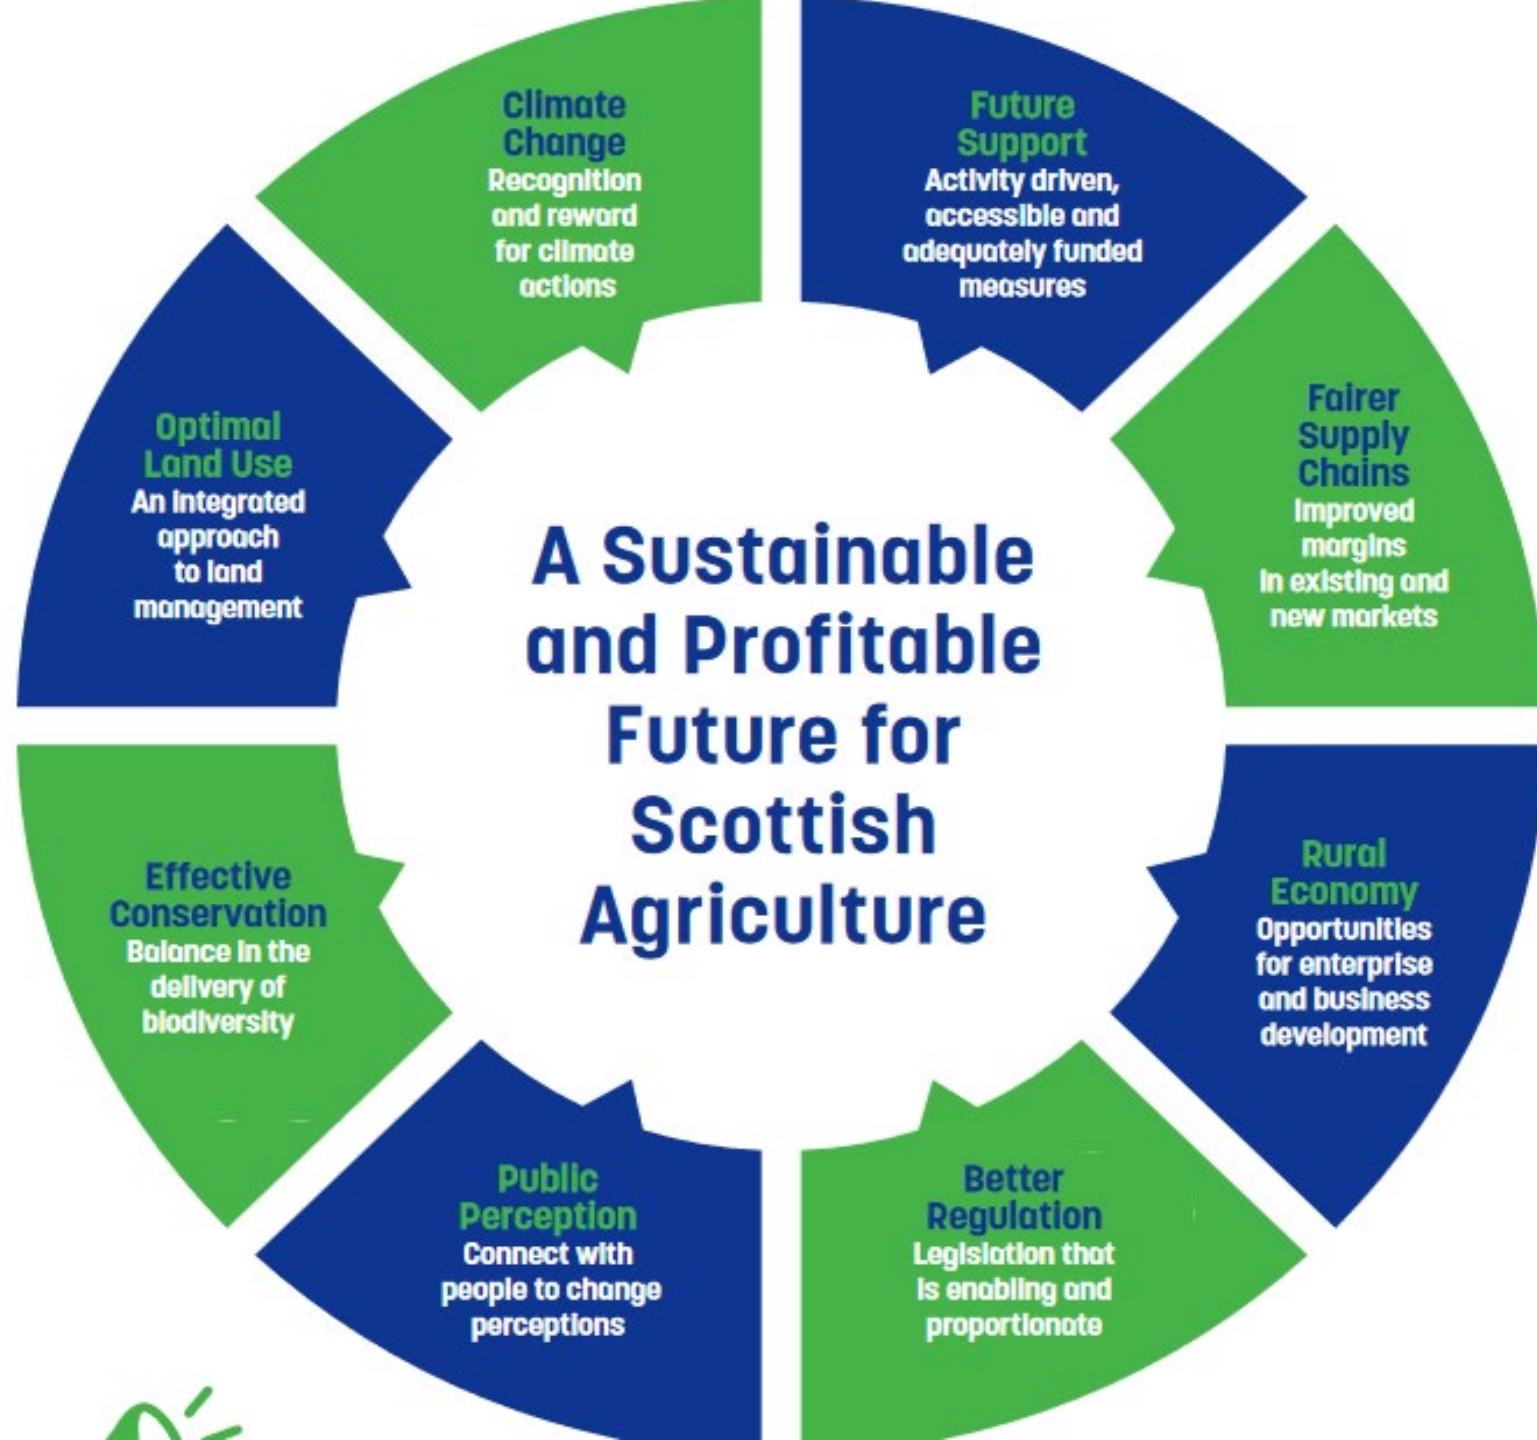 Climate
Change
Recognition
and reward
for climate
actions
Future
Support
Activity driven,
accessible and
adequately funded
measures
Fairer
Supply
Chains
Improved
margins
in existing and
new markets
Rural
Economy
Opportunities
for enterprise
and business
development
Better
Regulation
Legislation that
is enabling and
proportionate
Public
Perception
Connect with
people to change
perceptions
Effective
Conservation
Balance in the
delivery of
biodiversity
Optimal
Land Use
An integrated
approach
to land
management
A Sustainable
and Profitable
Future for
Scottish
Agriculture